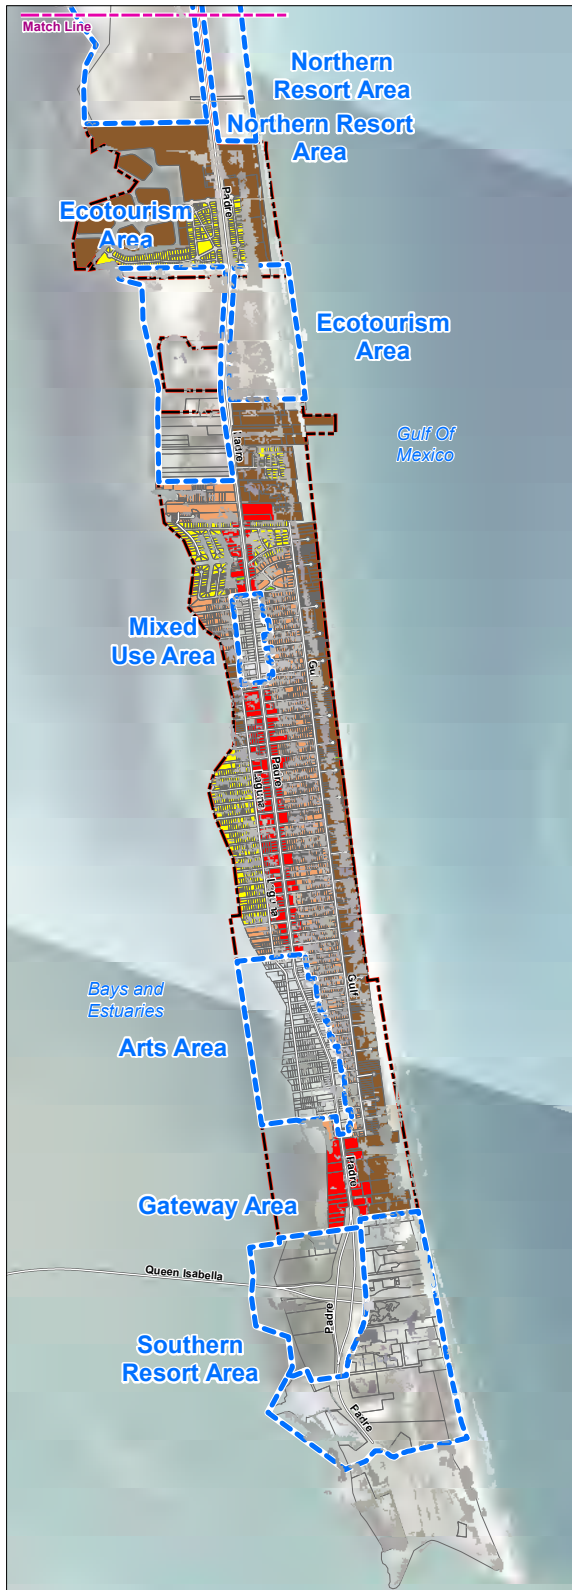 Match Line
Northern
Resort Area
Northern Resort
Area
Padre
Ecotourism
Area
Ecotourism
Area
Gulf Of
Mexico
Padre
Mixed
Use Area
Gu
Padre
Laguna
Laguna
Gulf
Bays and
Estuaries
Arts Area
Padre
Gateway Area
Queen Isabella
Padre
Southern
Resort Area
Padre